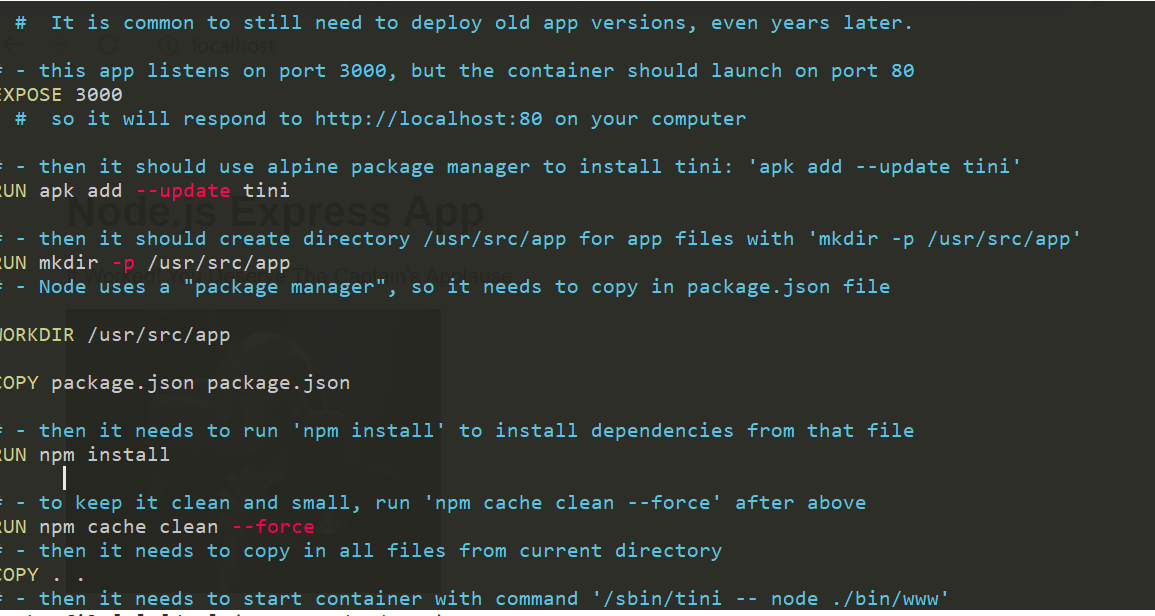 # It is common to still need to deploy old app versions, even years later.
localhost
# - this app listens on port 3000, but the container should launch on port 80
EXPOSE 3000
# so it will respond to http://localhost:80 on your computer
# - then it should use alpine package manager to install tini: 'apk add --update tini'
RUN apk add --update tini
Node.js Express App
# - then it should create directory /usr/src/app for app files with 'mkdir -p /usr/src/app'
RUN mkdir -p /usr/src/app
The Captain's Applause
# - Node uses a "package manager", so it needs to copy in package.json file
WORKDIR /usr/src/app
COPY package.json package.json
# - then it needs to run 'npm install' to install dependencies from that file
RUN npm install
# - to keep it clean and small, run 'npm cache clean --force' after above
RUN npm cache clean --force
# - then it needs to copy in all files from current directory
COPY . .
# - then it needs to start container with command '/sbin/tini -- node ./bin/www'